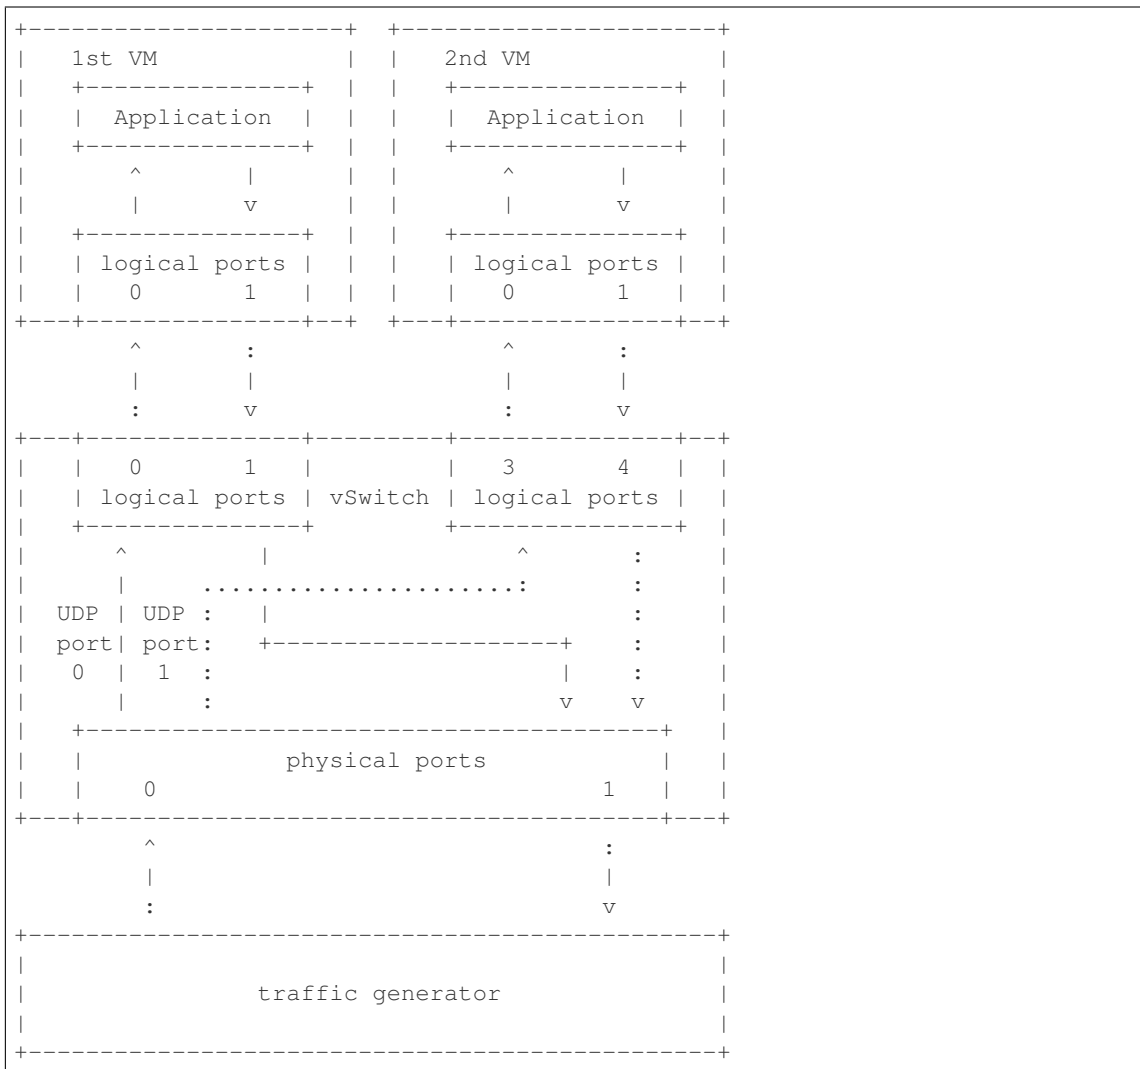 +----------------------+  +----------------------+
|   1st VM             |  |   2nd VM             |
|   +---------------+  |  |   +---------------+  |
|   |  Application  |  |  |   |  Application  |  |
|   +---------------+  |  |   +---------------+  |
|       ^       |      |  |       ^       |      |
|       |       v      |  |       |       v      |
|   +---------------+  |  |   +---------------+  |
|   | logical ports |  |  |   | logical ports |  |
|   |   0       1   |  |  |   |   0       1   |  |
+---+---------------+--+  +---+---------------+--+
        ^       :                 ^       :
        |       |                 |       |
        :       v                 :       v
+---+---------------+---------+---------------+--+
|   |   0       1   |         |   3       4   |  |
|   | logical ports | vSwitch | logical ports |  |
|   +---------------+         +---------------+  |
|      ^         |                 ^       :     |
|      |     ......................:       :     |
|  UDP | UDP :   |                         :     |
|  port| port:   +--------------------+    :     |
|   0  |  1  :                        |    :     |
|      |     :                        v    v     |
|   +----------------------------------------+   |
|   |              physical ports            |   |
|   |    0                               1   |   |
+---+----------------------------------------+---+
         ^                               :
         |                               |
         :                               v
+------------------------------------------------+
|                                                |
|                traffic generator               |
|                                                |
+------------------------------------------------+